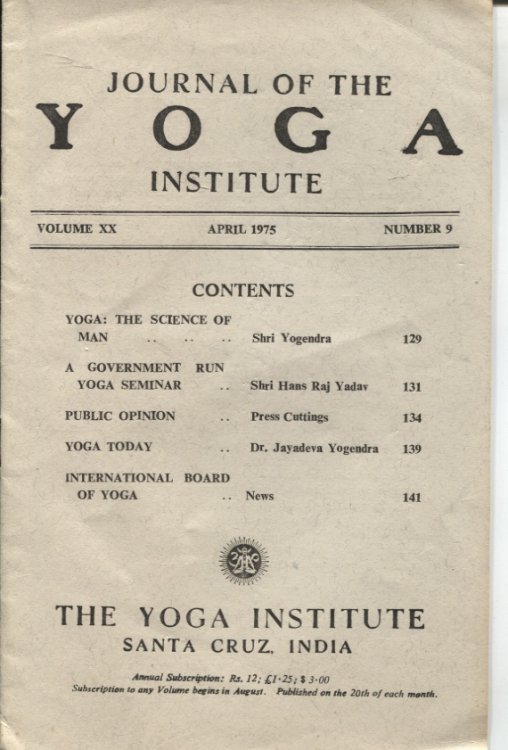 JOURNAL OF THE
YOGA
INSTITUTE
VOLUME XX APRIL 1975 NUMBER 9
CONTENTS
YOGA: THE SCIENCE OF
MAN .. .. .. Shri Yogendra 129
A GOVERNMENT RUN
YOGA SEMINAR .. Shri Hans Raj Yadav 131
PUBLIC OPINION .. Press Cuttings 134
YOGA TODAY .. Dr. Jayadeva Yogendra 139
INTERNATIONAL BOARD
OF YOGA .. News 141
THE YOGA INSTITUTE
SANTA CRUZ, INDIA
Annual Subscription: Rs. 12; £1·25; $ 3·00
Subscription to any Volume begins in August. Published on the 20th of each month.